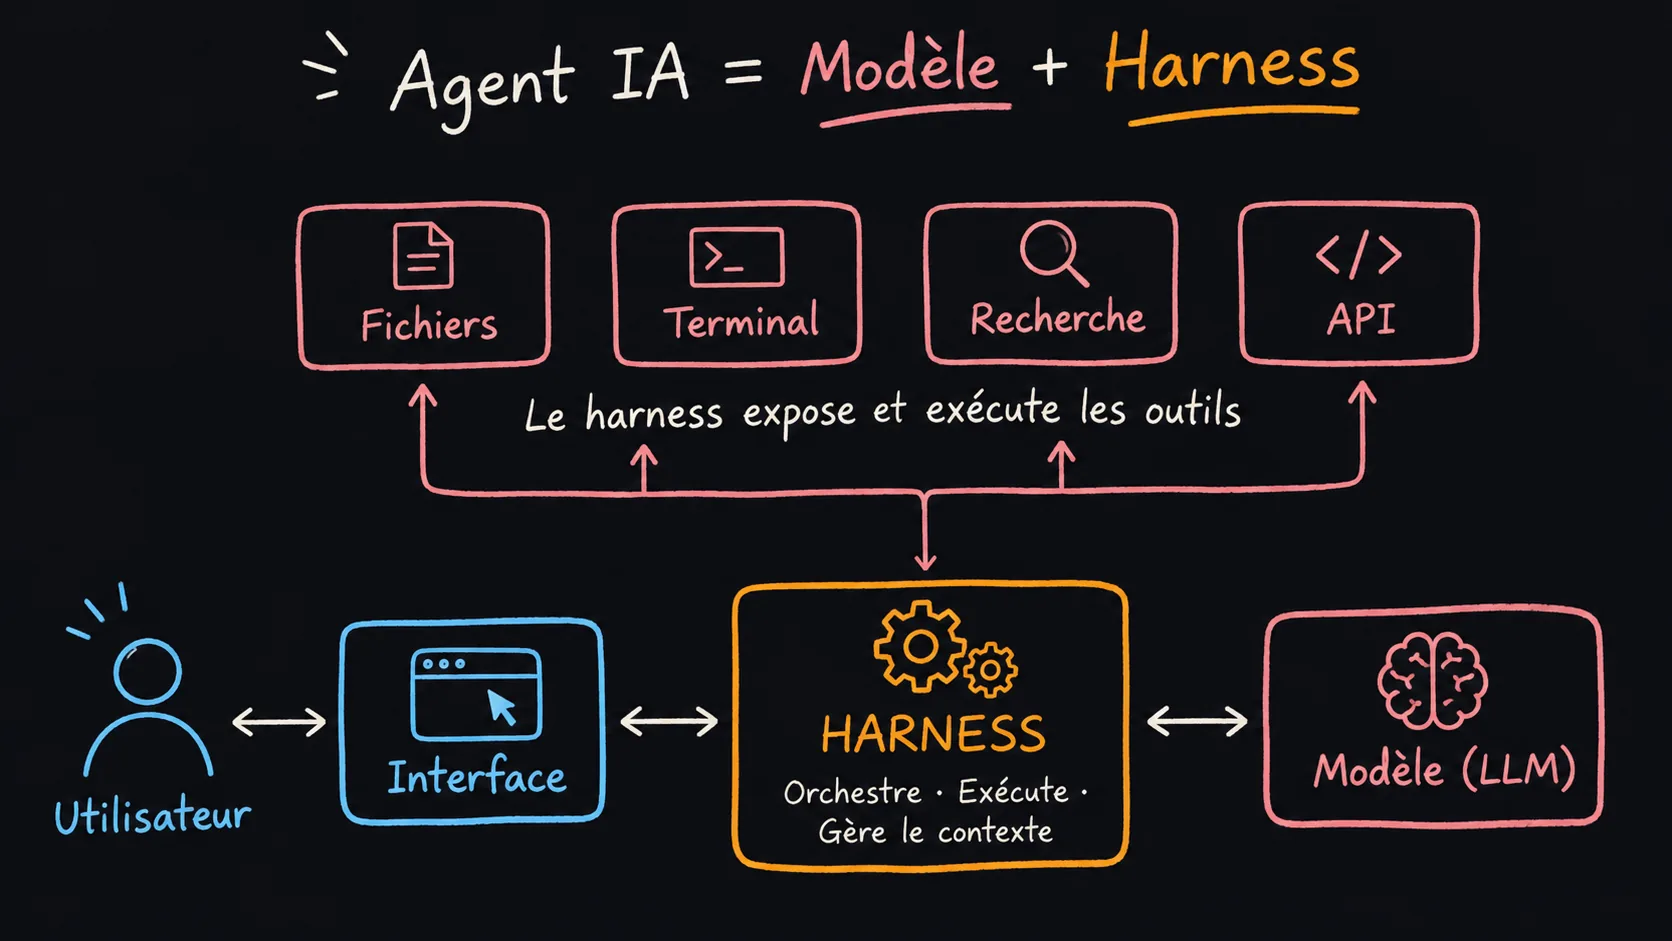 Agent IA = Modèle + Harness
Fichiers
>_
Terminal
Recherche
</>
API
Le harness expose et exécute les outils
Utilisateur
Interface
HARNESS
Orchestre · Exécute ·
Gère le contexte
Modèle (LLM)